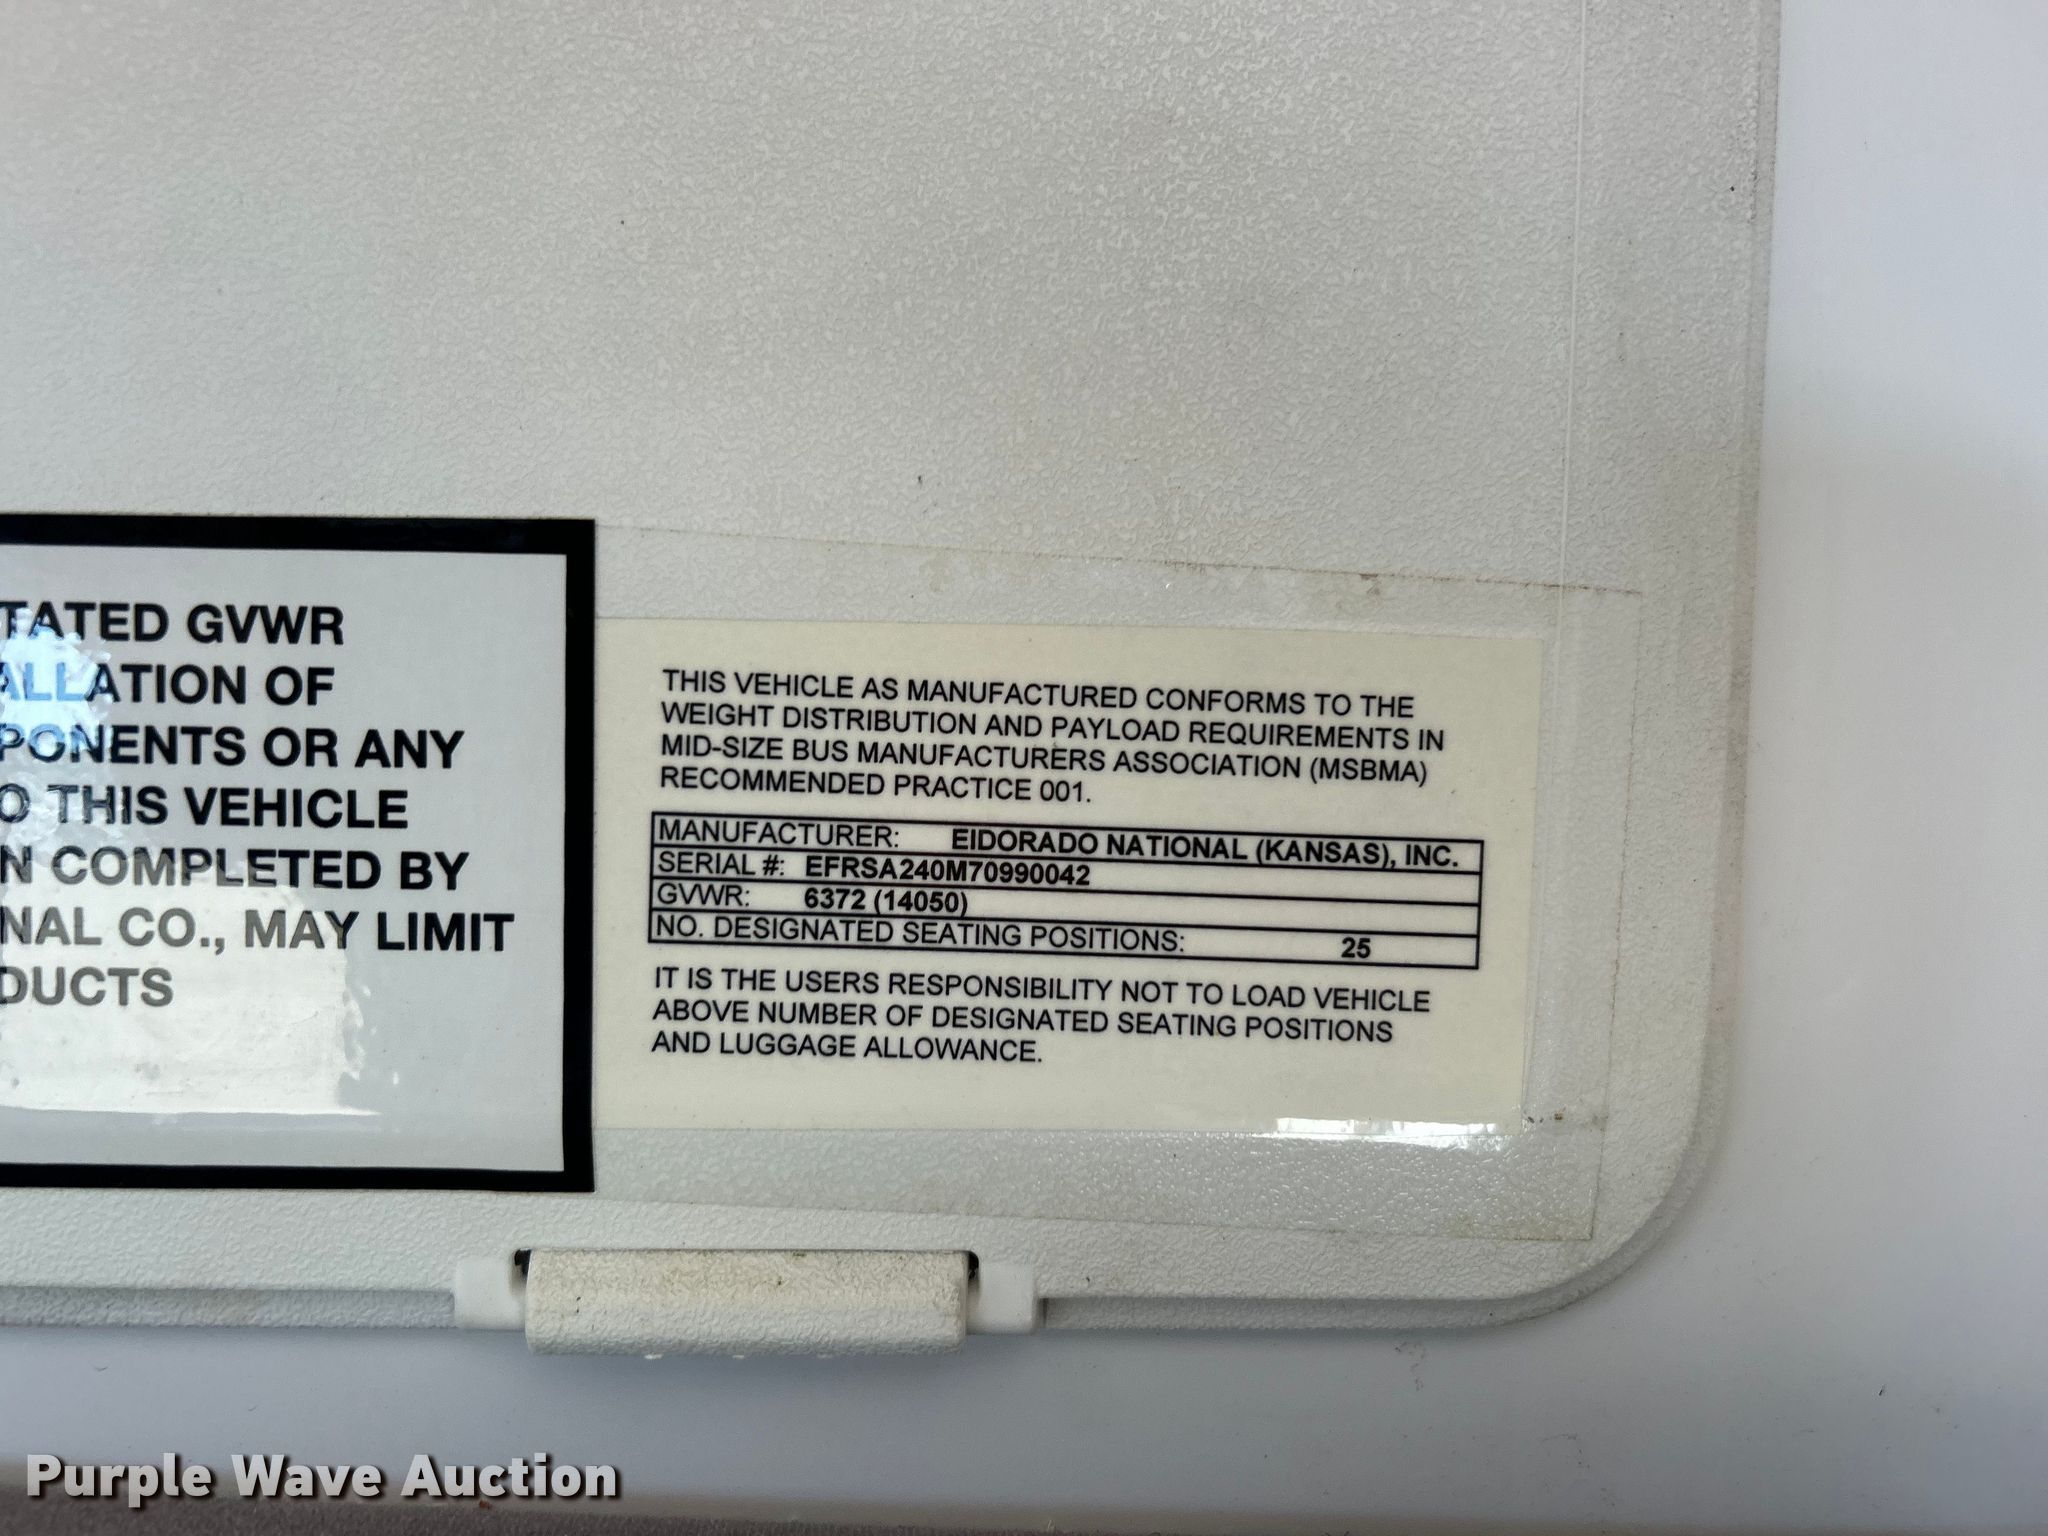 TATED GVWR
ALLATION OF
PONENTS OR ANY
O THIS VEHICLE
N COMPLETED BY
NAL CO., MAY LIMIT
DUCTS
THIS VEHICLE AS MANUFACTURED CONFORMS TO THE
WEIGHT DISTRIBUTION AND PAYLOAD REQUIREMENTS IN
MID-SIZE BUS MANUFACTURERS ASSOCIATION (MSBMA)
RECOMMENDED PRACTICE 001.
MANUFACTURER: ElDORADO NATIONAL (KANSAS), INC.
SERIAL #: EFRSA240M70990042
GVWR: 6372 (14050)
NO. DESIGNATED SEATING POSITIONS: 25
IT IS THE USERS RESPONSIBILITY NOT TO LOAD VEHICLE
ABOVE NUMBER OF DESIGNATED SEATING POSITIONS
AND LUGGAGE ALLOWANCE.
Purple Wave Auction